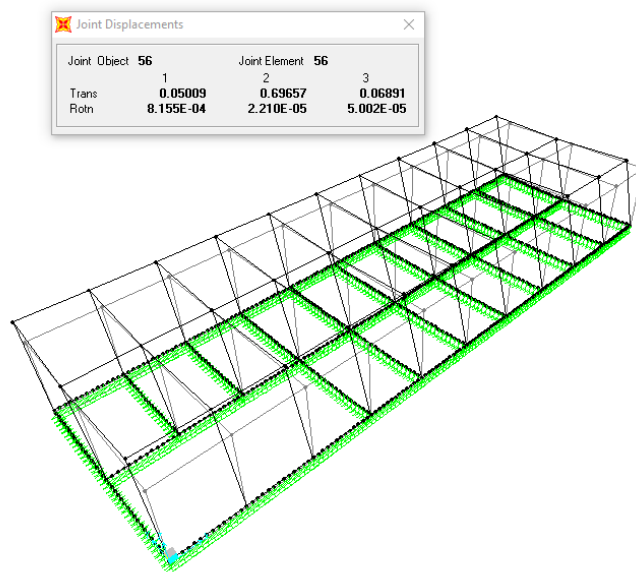 Joint Displacements
Joint Object 56 Joint Element 56
1 2 3
Trans 0.05009 0.69657 0.06891
Rotn 8.155E-04 2.210E-05 5.002E-05